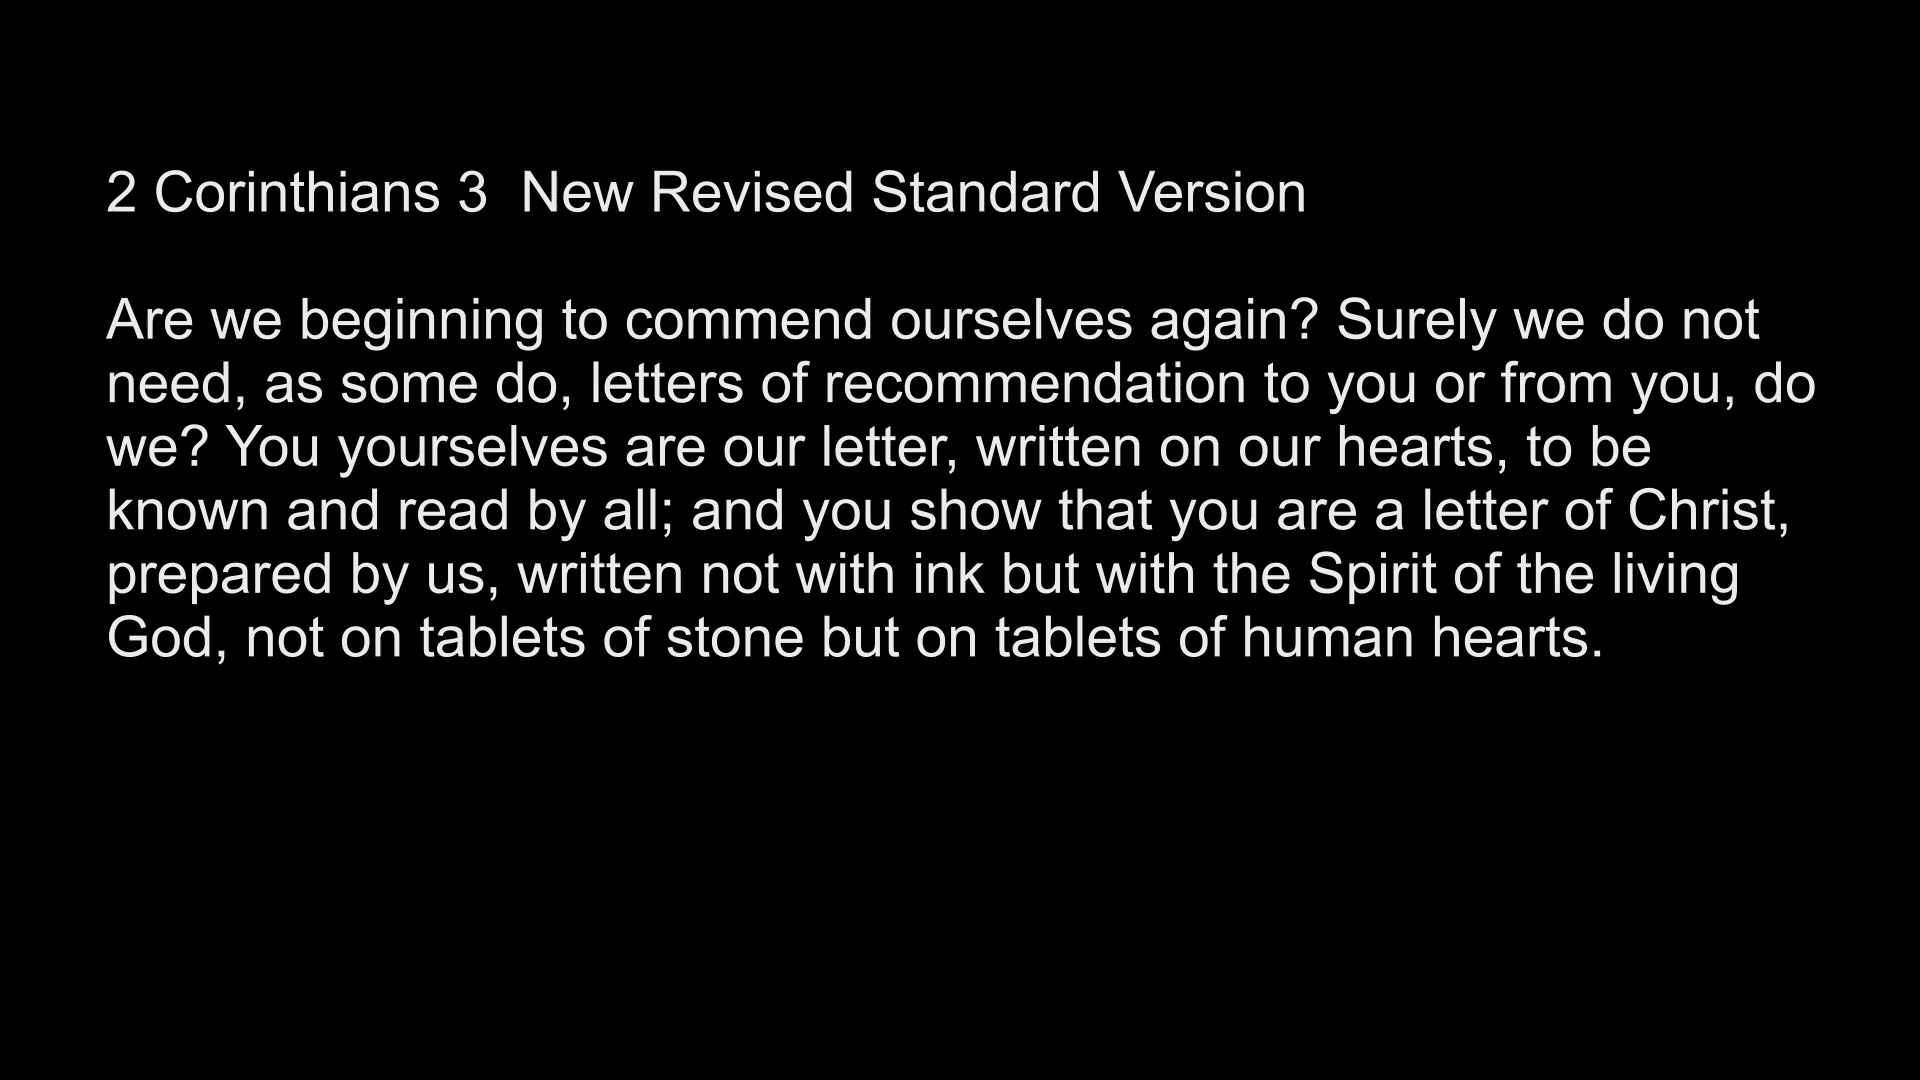 2 Corinthians 3  New Revised Standard Version
Are we beginning to commend ourselves again? Surely we do not
need, as some do, letters of recommendation to you or from you, do
we? You yourselves are our letter, written on our hearts, to be
known and read by all; and you show that you are a letter of Christ,
prepared by us, written not with ink but with the Spirit of the living
God, not on tablets of stone but on tablets of human hearts.